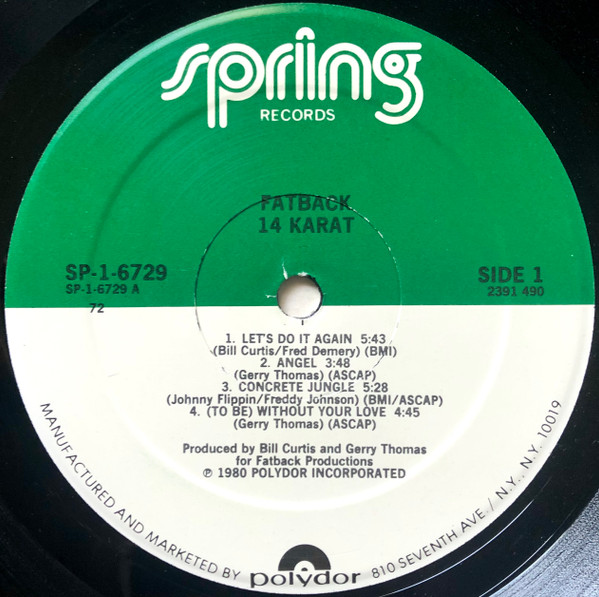 spring
RECORDS
FATBACK
14 KARAT
SP-1-6729
SP-1-6729 A
72
SIDE 1
2391 490
1. LET'S DO IT AGAIN 5:43
(Bill Curtis/Fred Demery) (BMI)
2. ANGEL 3:48
(Gerry Thomas) (ASCAP)
3. CONCRETE JUNGLE 5:28
(Johnny Flippin/Freddy Johnson) (BMI/ASCAP)
4. (TO BE) WITHOUT YOUR LOVE 4:45
(Gerry Thomas) (ASCAP)
Produced by Bill Curtis and Gerry Thomas
for Fatback Productions
℗ 1980 POLYDOR INCORPORATED
MANUFACTURED AND MARKETED BY polydor 810 SEVENTH AVE. / N.Y., N.Y. 10019